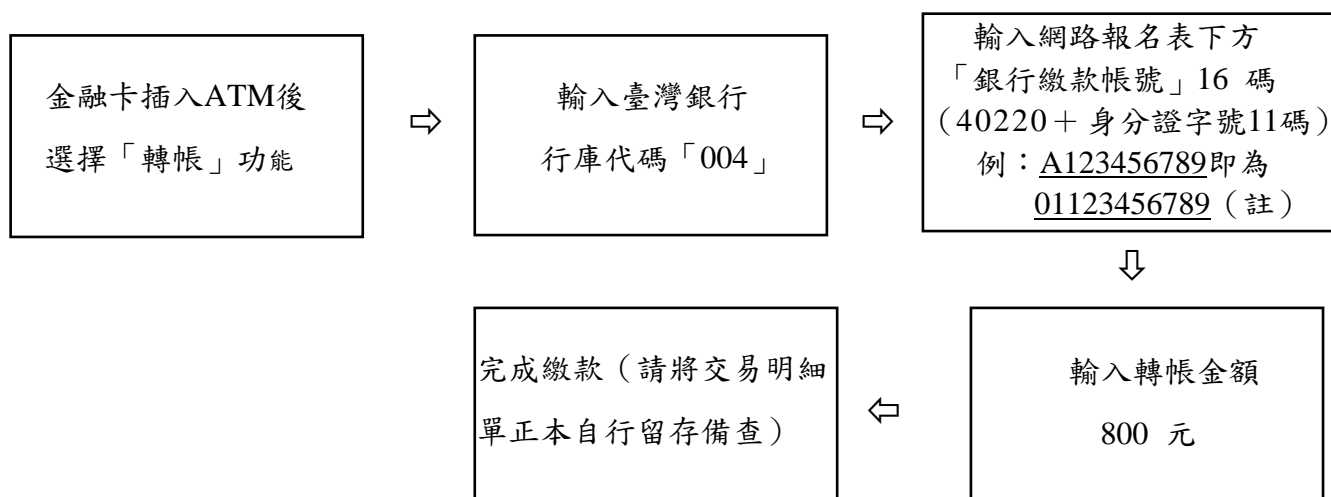 金融卡插入ATM後
選擇「轉帳」功能
輸入臺灣銀行
行庫代碼「004」
輸入網路報名表下方
「銀行繳款帳號」16 碼
（40220＋身分證字號11碼）
例：A123456789即為
01123456789（註）
輸入轉帳金額
800 元
完成繳款（請將交易明細
單正本自行留存備查）